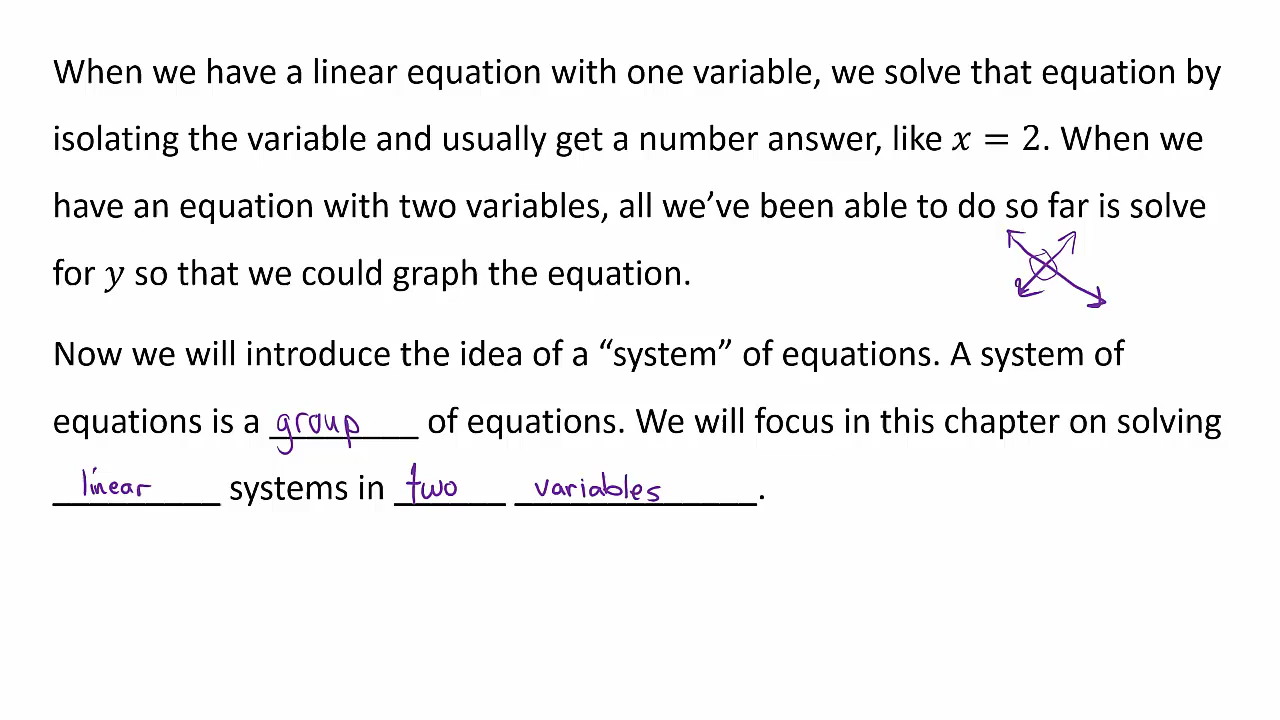 When we have a linear equation with one variable, we solve that equation by
isolating the variable and usually get a number answer, like x = 2. When we
have an equation with two variables, all we’ve been able to do so far is solve
for y so that we could graph the equation.
Now we will introduce the idea of a “system” of equations. A system of
equations is a group of equations. We will focus in this chapter on solving
linear systems in two variables.